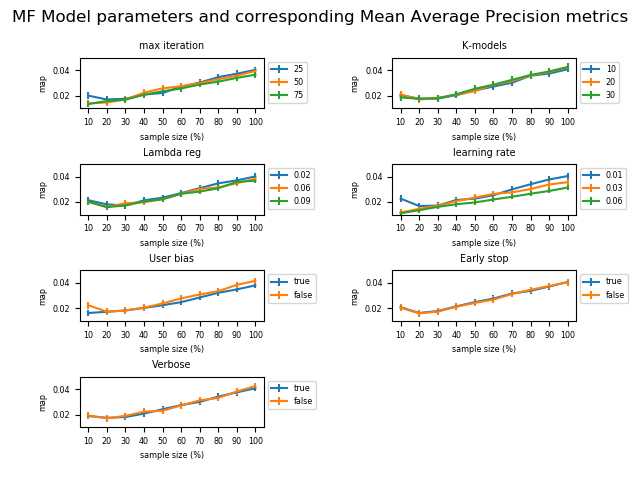 MF Model parameters and corresponding Mean Average Precision metrics
max iteration
map
0.04
0.02
10 20 30 40 50 60 70 80 90 100
sample size (%)
25
50
75
K-models
map
0.04
0.02
10 20 30 40 50 60 70 80 90 100
sample size (%)
10
20
30
Lambda reg
map
0.04
0.02
10 20 30 40 50 60 70 80 90 100
sample size (%)
0.02
0.06
0.09
learning rate
map
0.04
0.02
10 20 30 40 50 60 70 80 90 100
sample size (%)
0.01
0.03
0.06
User bias
map
0.04
0.02
10 20 30 40 50 60 70 80 90 100
sample size (%)
true
false
Early stop
map
0.04
0.02
10 20 30 40 50 60 70 80 90 100
sample size (%)
true
false
Verbose
map
0.04
0.02
10 20 30 40 50 60 70 80 90 100
sample size (%)
true
false